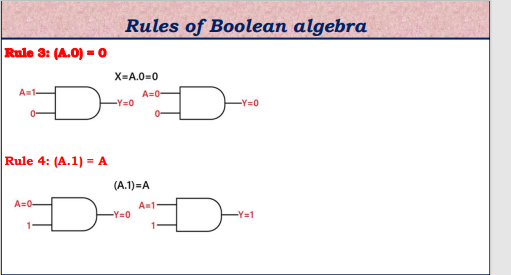 Rules of Boolean algebra
Rule 3: (A.0) = 0
X=A.0=0
A=1
0
Y=0
A=0
0
Y=0
Rule 4: (A.1) = A
(A.1)=A
A=0
1
Y=0
A=1
1
Y=1